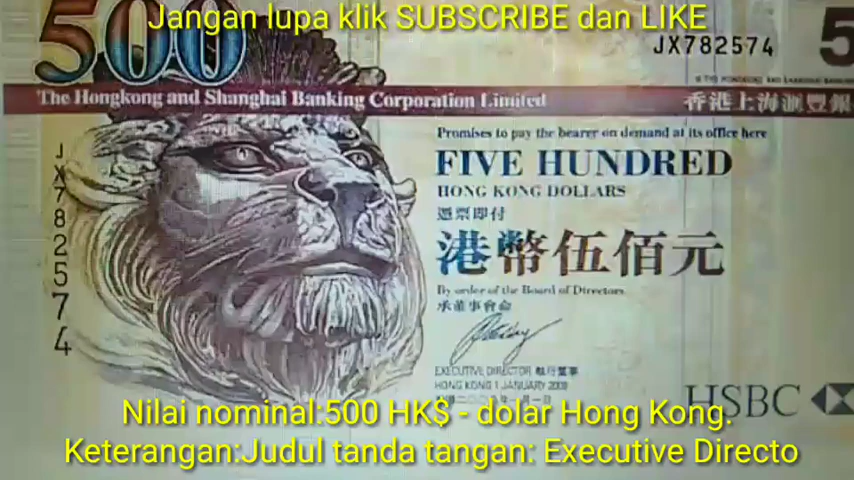 Jangan lupa klik SUBSCRIBE dan LIKE
500
JX782574
5
The Hongkong and Shanghai Banking Corporation Limited
香港上海滙豐銀
Promises to pay the bearer on demand at its office here
FIVE HUNDRED
HONG KONG DOLLARS
憑票即付
港幣伍佰元
By order of the Board of Directors
承董事會命
JX782574
EXECUTIVE DIRECTOR 執行董事
HONG KONG 1 JANUARY
HSBC
Nilai nominal:500 HK$ - dolar Hong Kong.
Keterangan:Judul tanda tangan: Executive Directo